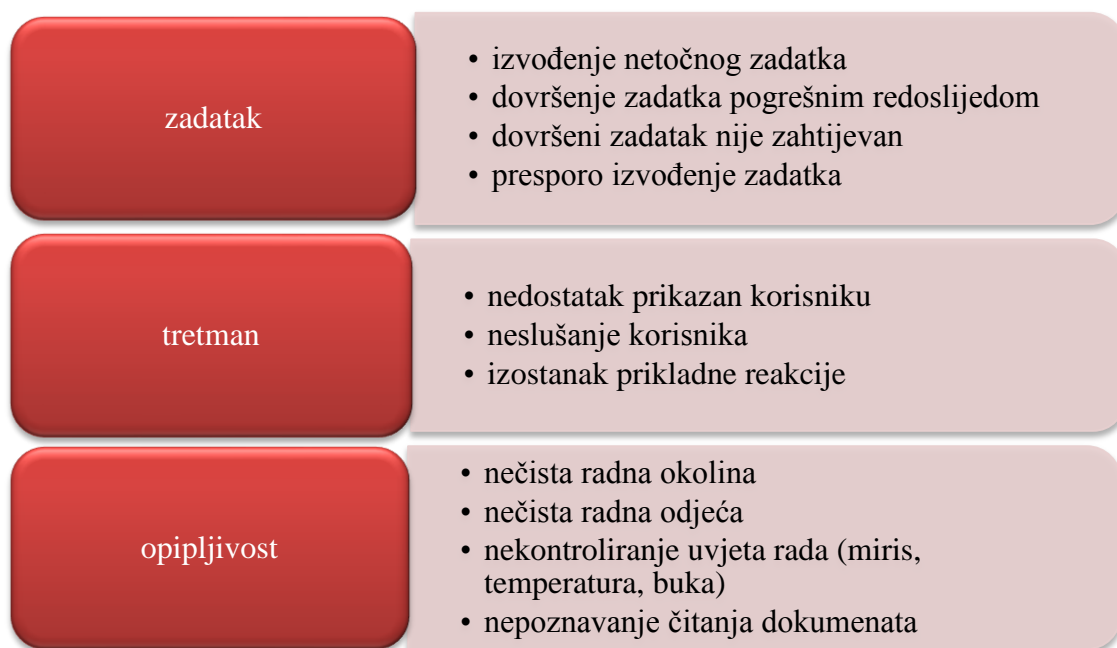 zadatak
• izvođenje netočnog zadatka
• dovršenje zadatka pogrešnim redoslijedom
• dovršeni zadatak nije zahtijevan
• presporo izvođenje zadatka
tretman
• nedostatak prikazan korisniku
• neslušanje korisnika
• izostanak prikladne reakcije
opipljivost
• nečista radna okolina
• nečista radna odjeća
• nekontroliranje uvjeta rada (miris,
temperatura, buka)
• nepoznavanje čitanja dokumenata